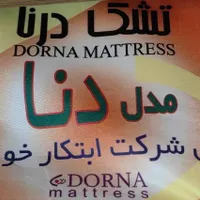 تشک درنا
DORNA MATTRESS
مدل دنا
شرکت ابتکار
DORNA
mattress